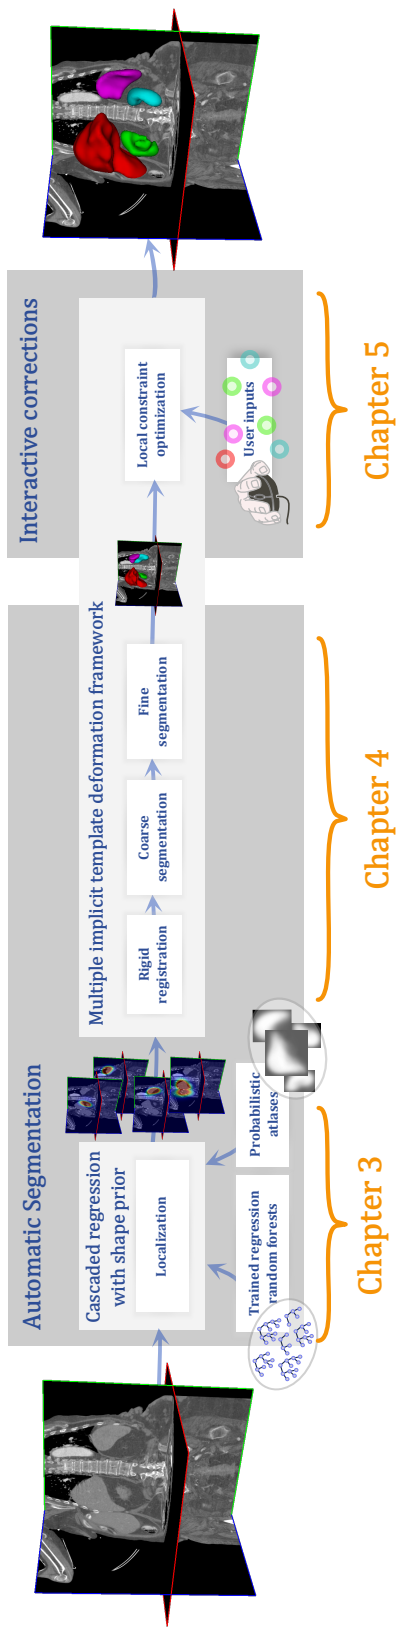 Automatic Segmentation
Cascaded regression
with shape prior
Localization
Trained regression
random forests
Probabilistic
atlases
Multiple implicit template deformation framework
Rigid
registration
Coarse
segmentation
Fine
segmentation
Interactive corrections
Local constraint
optimization
User inputs
Chapter 3
Chapter 4
Chapter 5